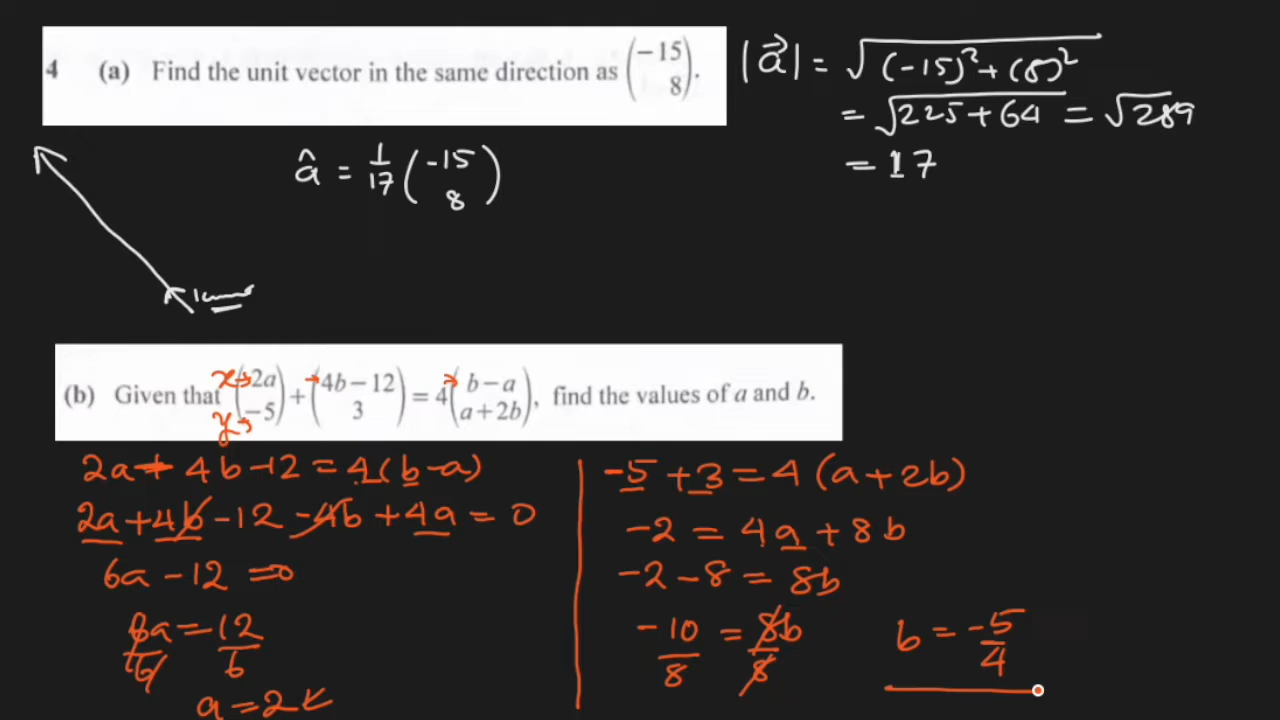 4 (a) Find the unit vector in the same direction as (−15 8).
|a⃗| = √(-15)²+(8)²
= √225+64 = √289
= 17
â = 1/17 (-15 8)
1
(b) Given that (2a −5) + (4b−12 3) = 4(b−a a+2b), find the values of a and b.
x→
y→
2a + 4b-12 = 4(b-a)
2a+4b-12-4b+4a=0
6a-12=0
6a/6=12/6
a=2
-5+3=4(a+2b)
-2=4a+8b
-2-8=8b
-10/8=8b/8
b=-5/4